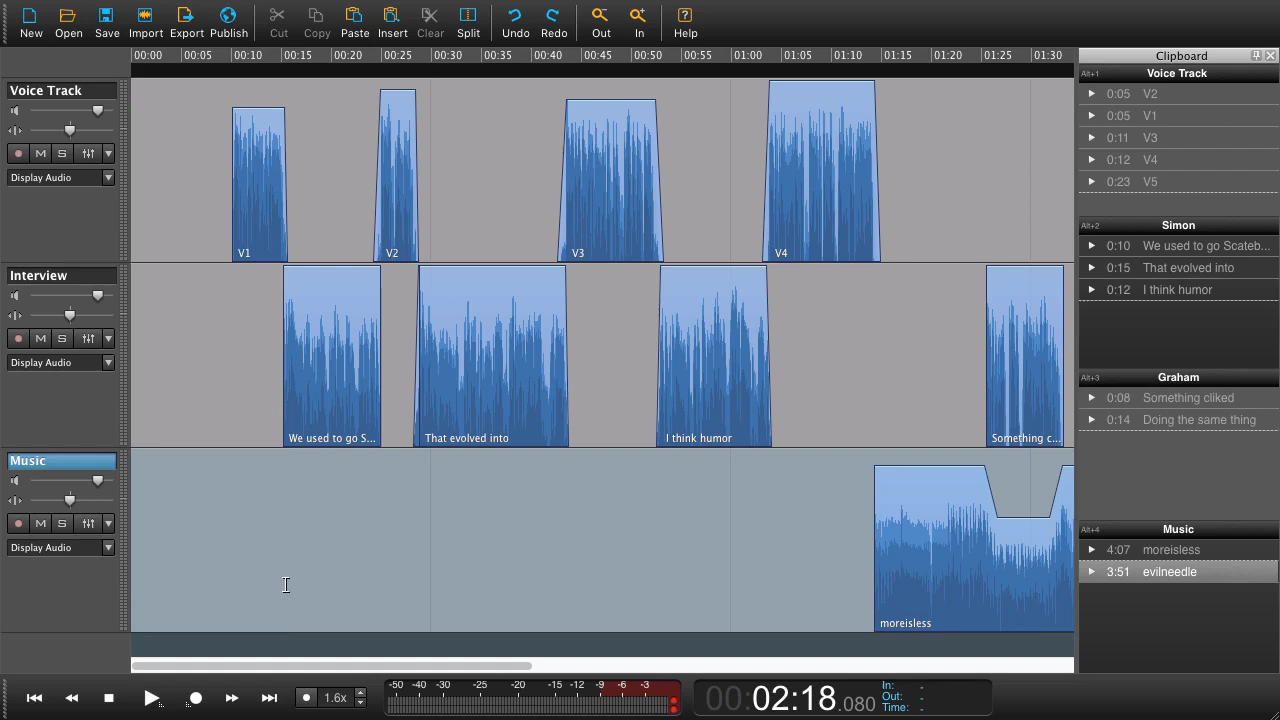 New Open Save Import Export Publish Cut Copy Paste Insert Clear Split Undo Redo Out In Help
00:00 00:05 00:10 00:15 00:20 00:25 00:30 00:35 00:40 00:45 00:50 00:55 01:00 01:05 01:10 01:15 01:20 01:25 01:30
Clipboard
Voice Track
M S
Display Audio
V1 V2 V3 V4
Interview
M S
Display Audio
We used to go S... That evolved into I think humor Something c...
Music
M S
Display Audio
moreisless
Alt+1 Voice Track
0:05 V2
0:05 V1
0:11 V3
0:12 V4
0:23 V5
Alt+2 Simon
0:10 We used to go Scateb...
0:15 That evolved into
0:12 I think humor
Alt+3 Graham
0:08 Something cliked
0:14 Doing the same thing
Alt+4 Music
4:07 moreisless
3:51 evilneedle
1.6x
-50 -40 -30 -25 -20 -15 -12 -9 -6 -3
00:02:18.080
In: -
Out: -
Time: -